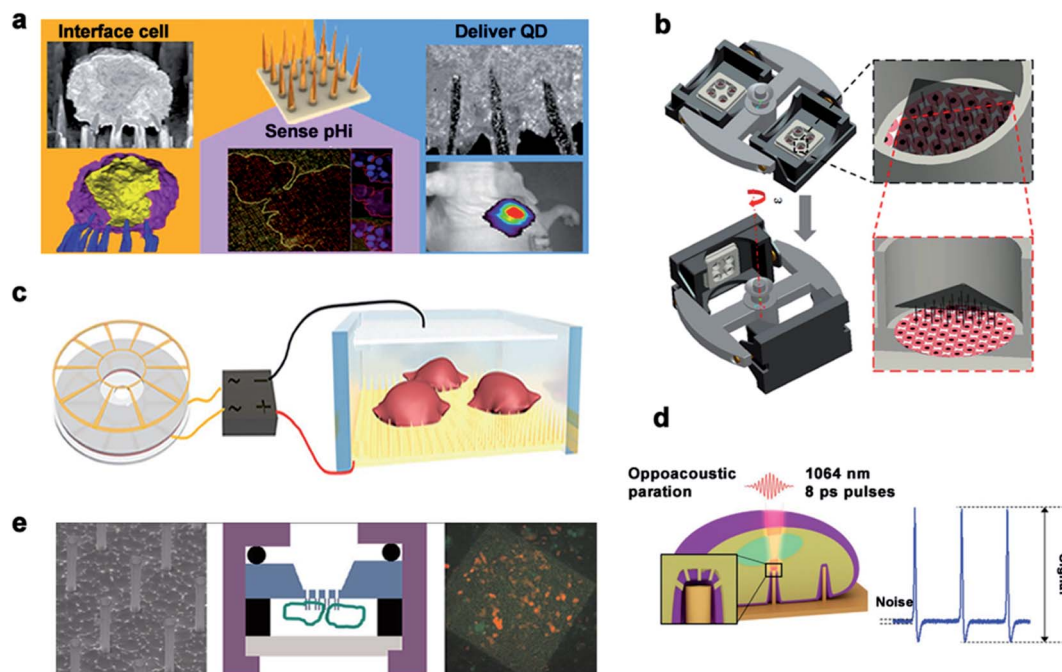 a
Interface cell
Deliver QD
Sense pHi
b
ω
c
~ −
~ +
d
Oppoacoustic
paration
1064 nm
8 ps pulses
Noise
e